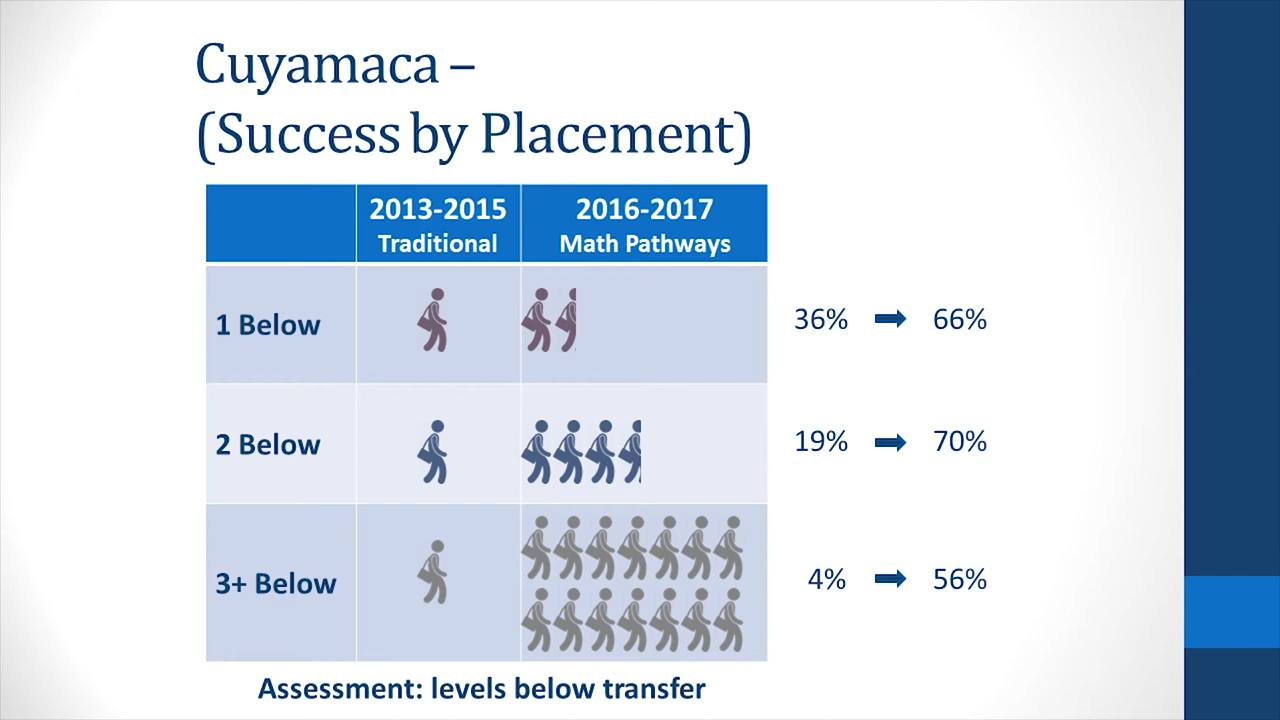 Cuyamaca –
(Success by Placement)
2013-2015
Traditional
2016-2017
Math Pathways
1 Below
36%
66%
2 Below
19%
70%
3+ Below
4%
56%
Assessment: levels below transfer